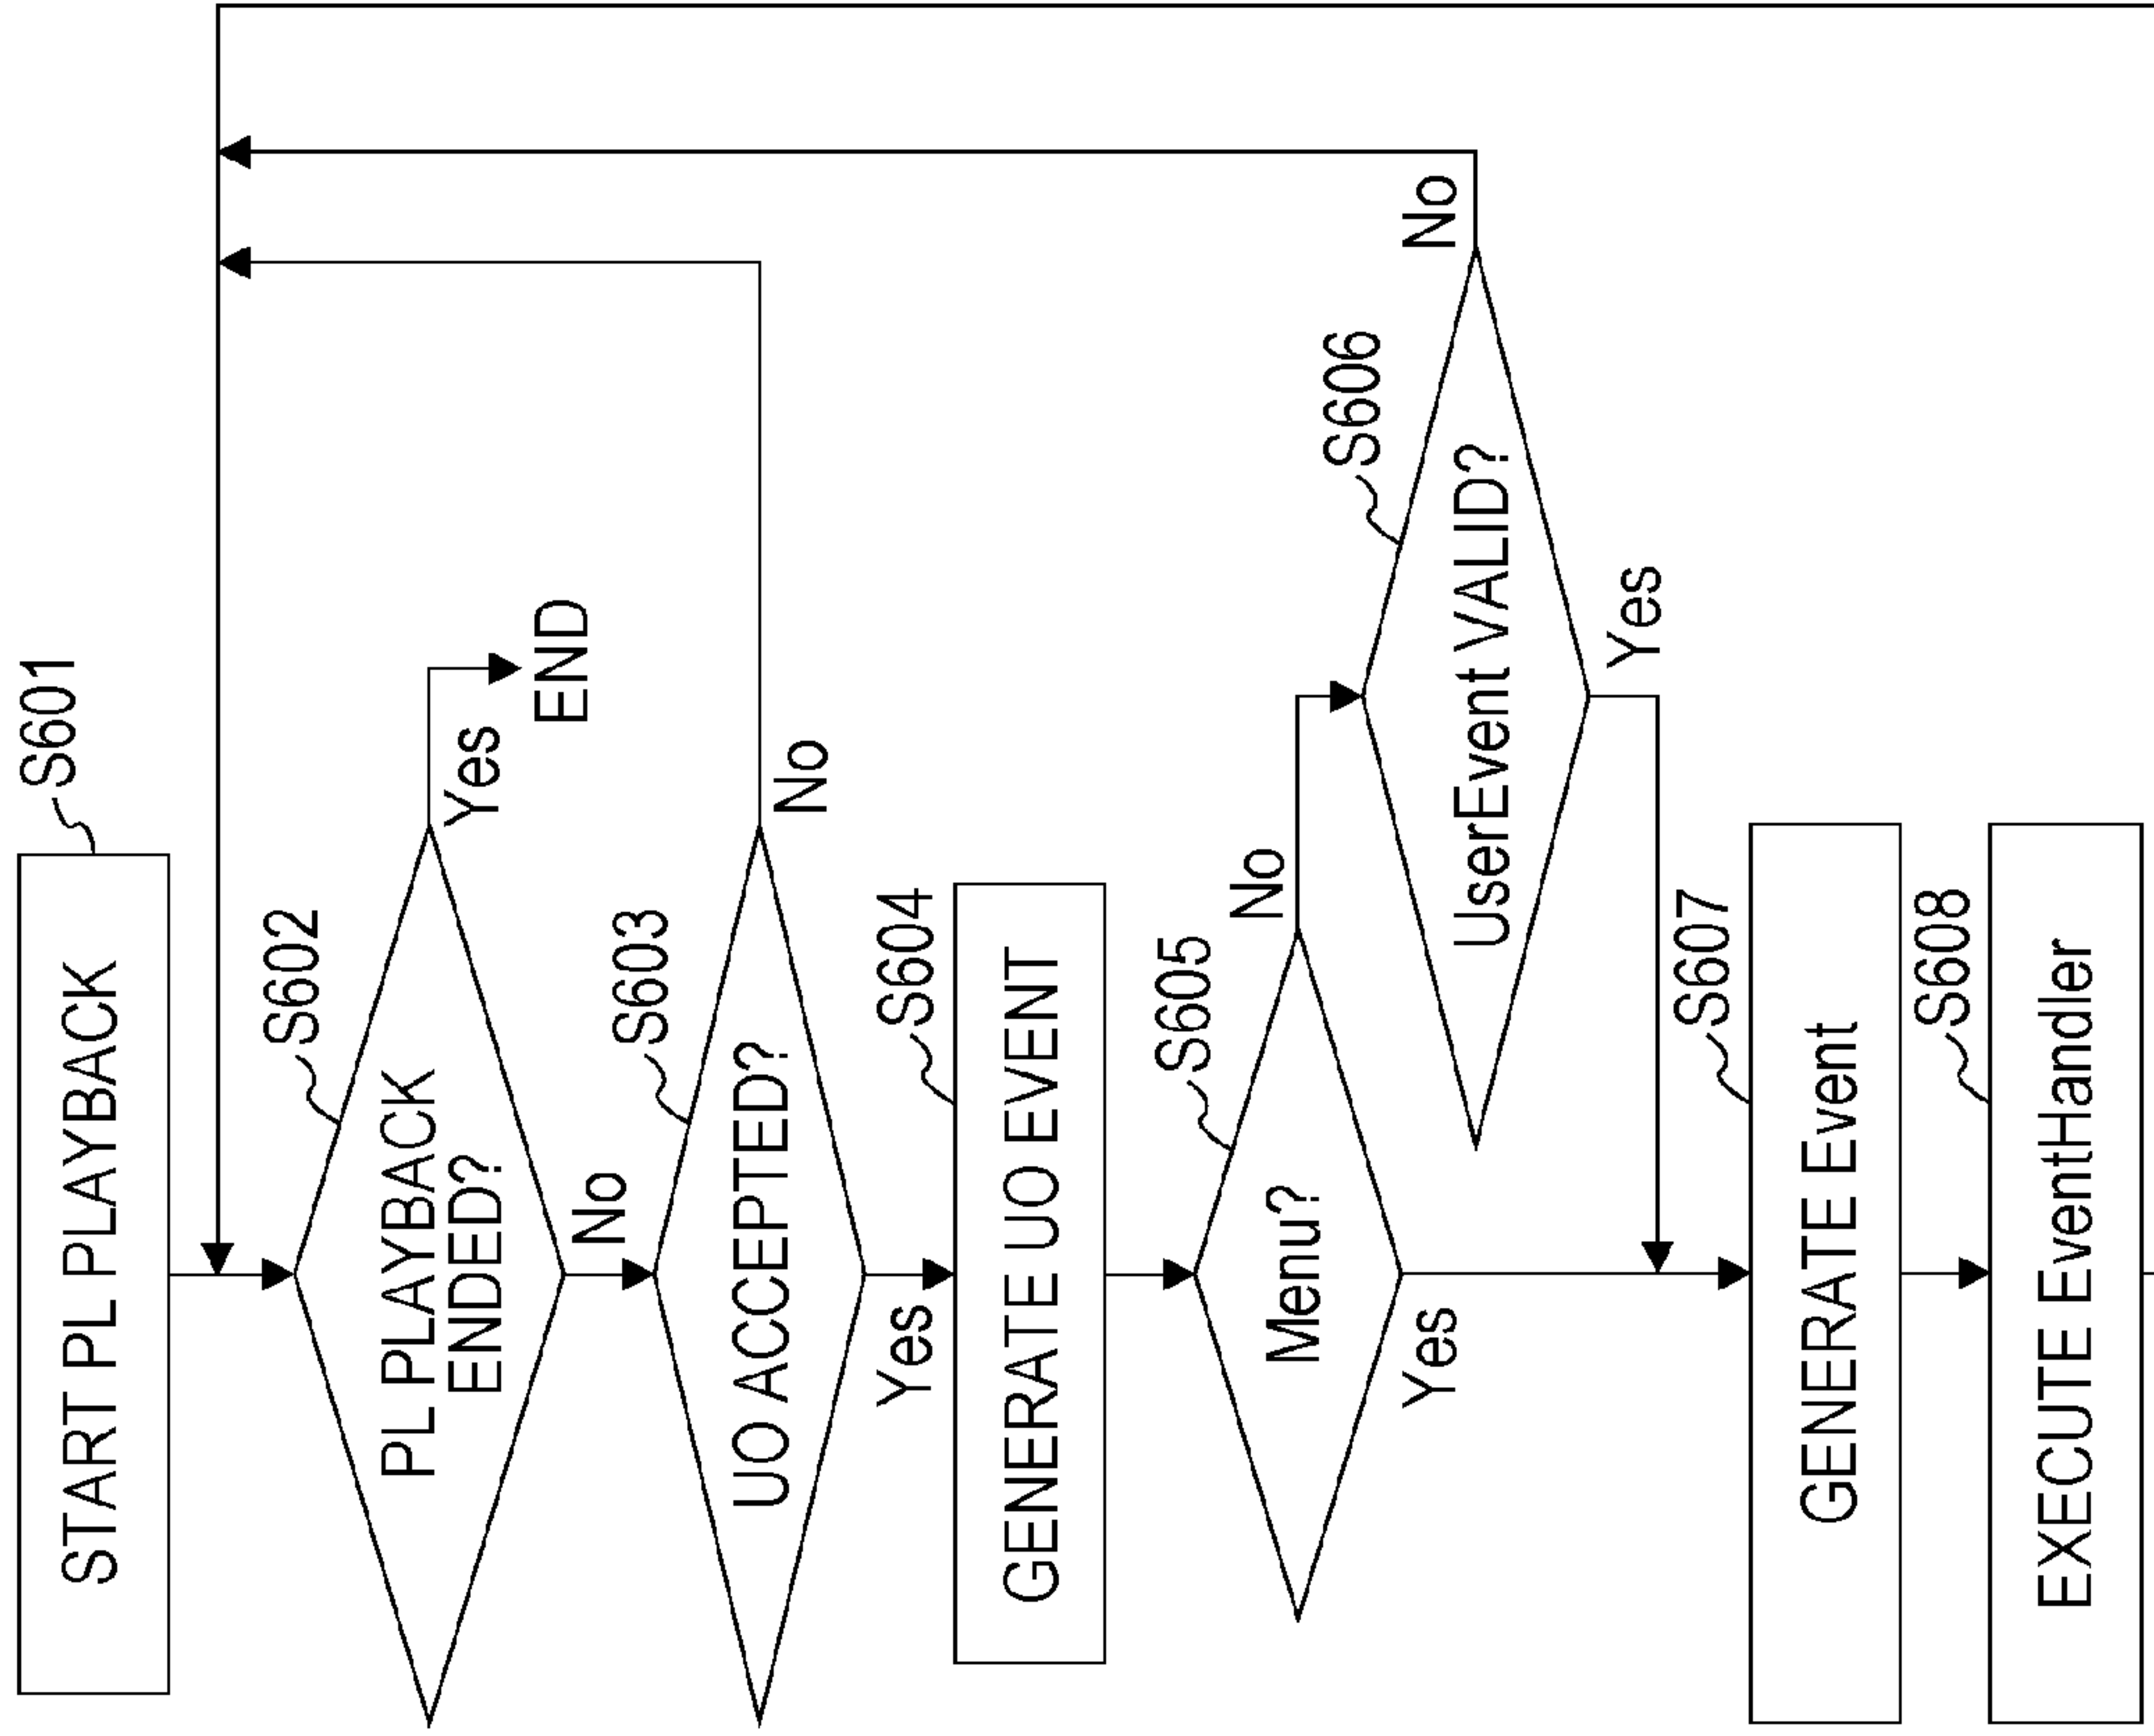 START PL PLAYBACK
S601
PL PLAYBACK
ENDED?
S602
Yes
END
No
UO ACCEPTED?
S603
No
Yes
GENERATE UO EVENT
S604
Menu?
S605
No
Yes
UserEvent VALID?
S606
No
Yes
GENERATE Event
S607
EXECUTE EventHandler
S608